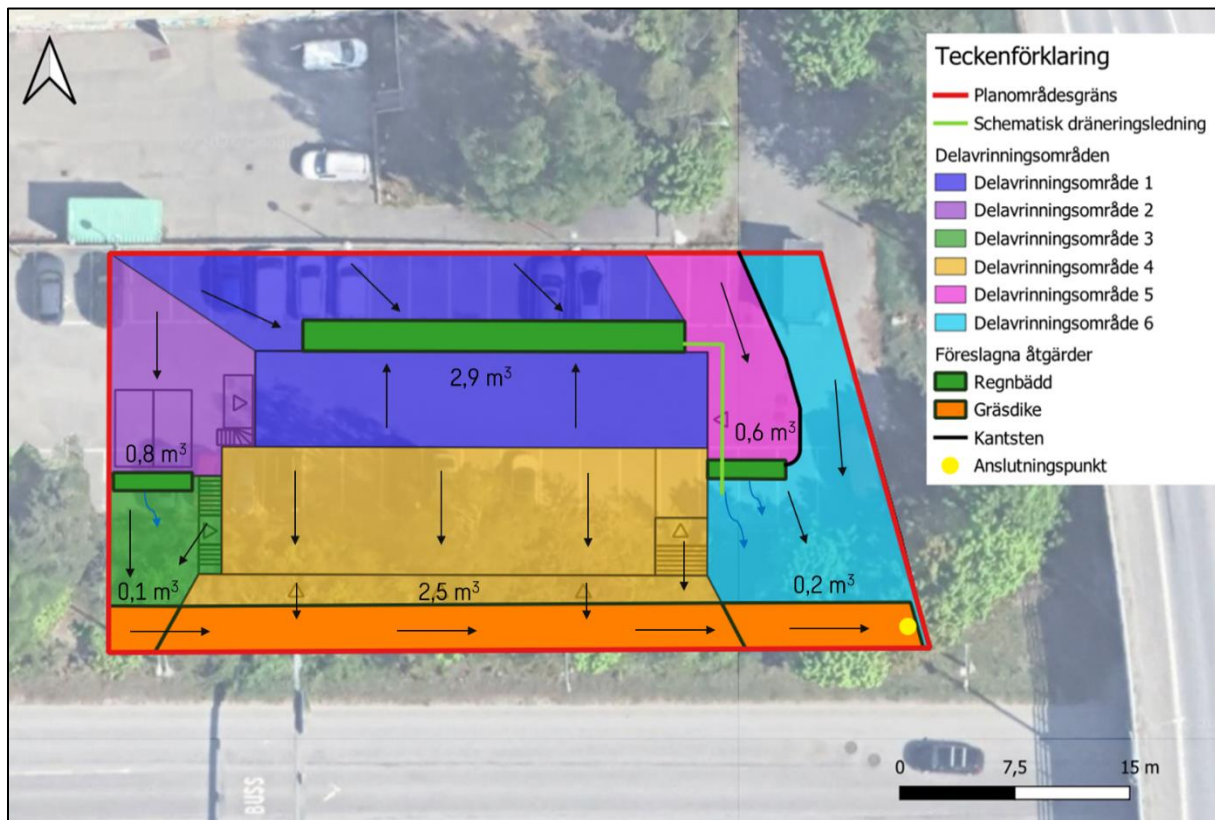 Teckenförklaring
Planområdesgräns
Schematisk dräneringsledning
Delavrinningsområden
Delavrinningsområde 1
Delavrinningsområde 2
Delavrinningsområde 3
Delavrinningsområde 4
Delavrinningsområde 5
Delavrinningsområde 6
Föreslagna åtgärder
Regnbädd
Gräsdike
Kantsten
Anslutningspunkt
2,9 m³
0,8 m³
0,6 m³
0,1 m³
2,5 m³
0,2 m³
BUSS
0 7,5 15 m